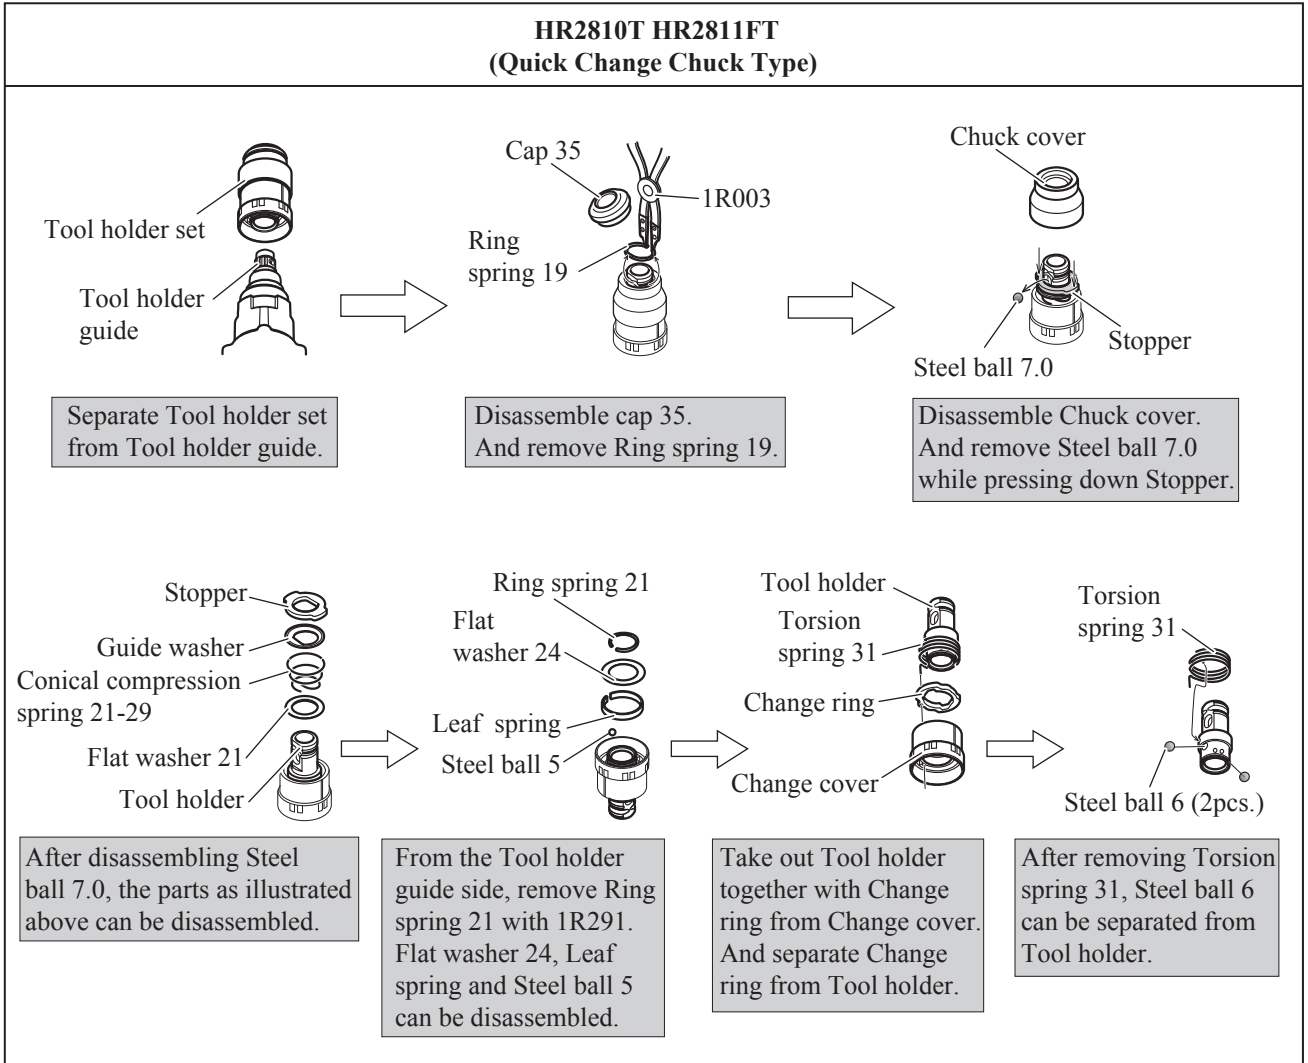 HR2810T HR2811FT
(Quick Change Chuck Type)
Tool holder set
Tool holder
guide
Separate Tool holder set
from Tool holder guide.
Cap 35
1R003
Ring
spring 19
Disassemble cap 35.
And remove Ring spring 19.
Chuck cover
Stopper
Steel ball 7.0
Disassemble Chuck cover.
And remove Steel ball 7.0
while pressing down Stopper.
Stopper
Guide washer
Conical compression
spring 21-29
Flat washer 21
Tool holder
After disassembling Steel
ball 7.0, the parts as illustrated
above can be disassembled.
Ring spring 21
Flat
washer 24
Leaf spring
Steel ball 5
From the Tool holder
guide side, remove Ring
spring 21 with 1R291.
Flat washer 24, Leaf
spring and Steel ball 5
can be disassembled.
Tool holder
Torsion
spring 31
Change ring
Change cover
Take out Tool holder
together with Change
ring from Change cover.
And separate Change
ring from Tool holder.
Torsion
spring 31
Steel ball 6 (2pcs.)
After removing Torsion
spring 31, Steel ball 6
can be separated from
Tool holder.